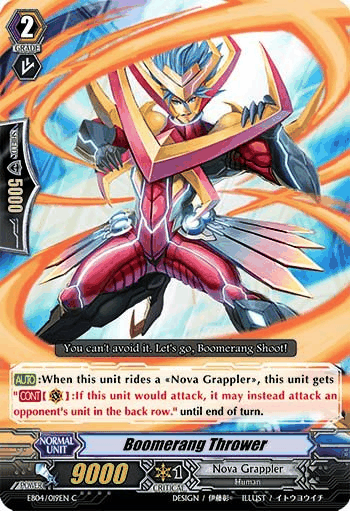 2
GRADE
SHIELD
5000
You can't avoid it. Let's go, Boomerang Shoot!
AUTO:When this unit rides a «Nova Grappler», this unit gets
"CONT【 】:If this unit would attack, it may instead attack an
opponent's unit in the back row." until end of turn.
NORMAL
UNIT
Boomerang Thrower
POWER
9000
1
CRITICAL
Nova Grappler
Human
EB04/019EN C
DESIGN / 伊藤彰 ILLUST / イトウヨウイチ